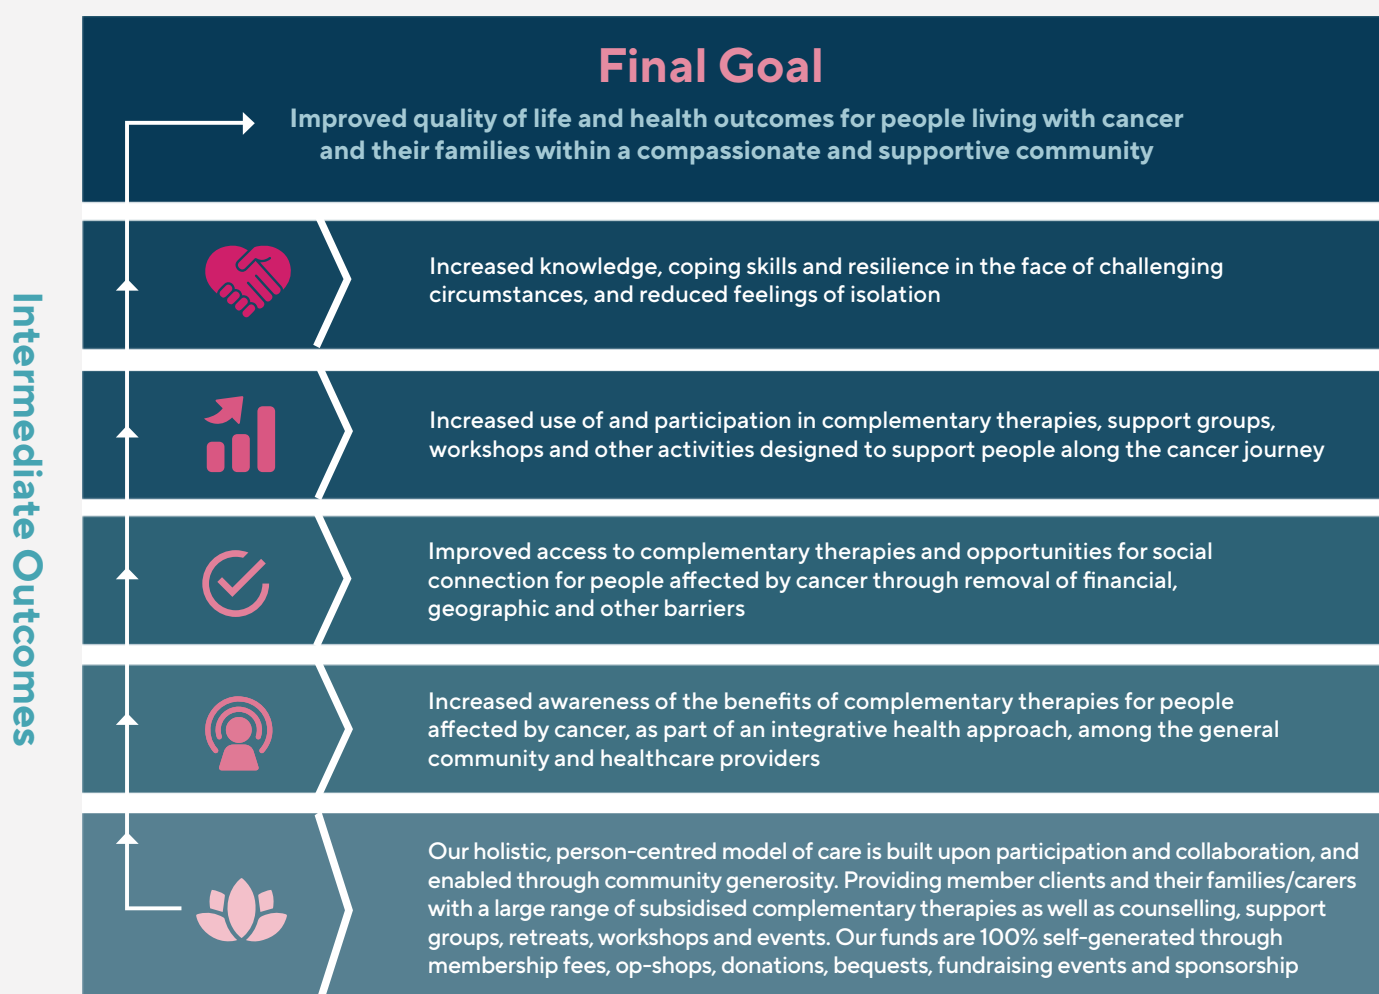 Final Goal
Improved quality of life and health outcomes for people living with cancer
and their families within a compassionate and supportive community
Intermediate Outcomes
Increased knowledge, coping skills and resilience in the face of challenging
circumstances, and reduced feelings of isolation
Increased use of and participation in complementary therapies, support groups,
workshops and other activities designed to support people along the cancer journey
Improved access to complementary therapies and opportunities for social
connection for people affected by cancer through removal of financial,
geographic and other barriers
Increased awareness of the benefits of complementary therapies for people
affected by cancer, as part of an integrative health approach, among the general
community and healthcare providers
Our holistic, person-centred model of care is built upon participation and collaboration, and
enabled through community generosity. Providing member clients and their families/carers
with a large range of subsidised complementary therapies as well as counselling, support
groups, retreats, workshops and events. Our funds are 100% self-generated through
membership fees, op-shops, donations, bequests, fundraising events and sponsorship